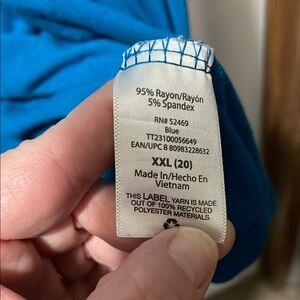 95% Rayon/Rayón
5% Spandex
RN# 52469
Blue
TT23100056649
EAN/UPC 8 80983228632
XXL (20)
Made In/Hecho En
Vietnam
THIS LABEL YARN IS MADE
OUT OF 100% RECYCLED
POLYESTER MATERIALS